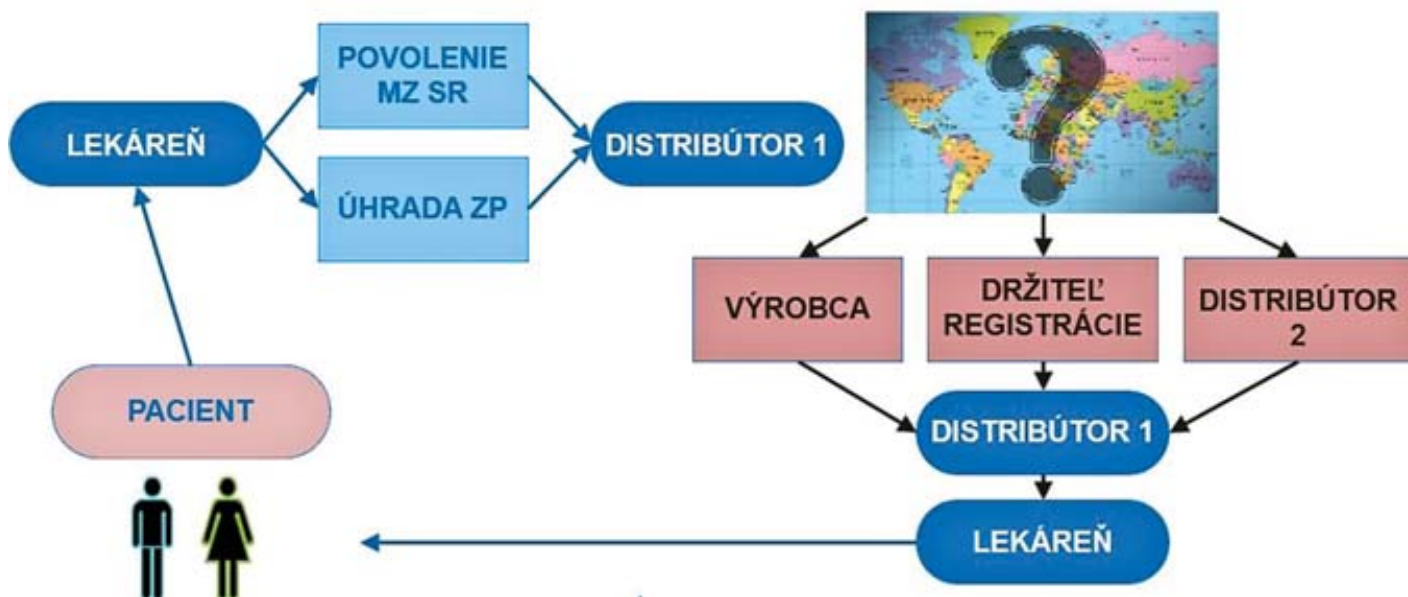 POVOLENIE
MZ SR
LEKÁREŇ
DISTRIBÚTOR 1
ÚHRADA ZP
?
VÝROBCA
DRŽITEĽ
REGISTRÁCIE
DISTRIBÚTOR
2
PACIENT
DISTRIBÚTOR 1
LEKÁREŇ